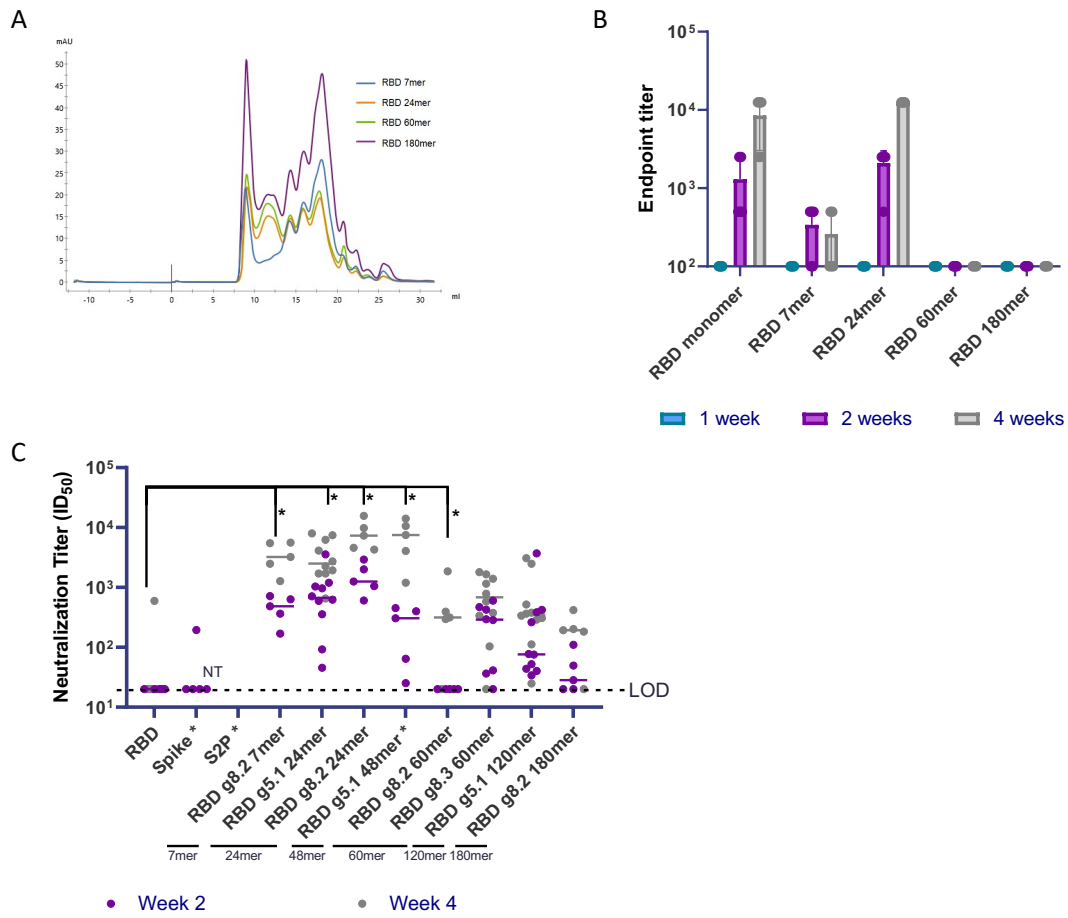 A
mAU
50
45
40
35
30
25
20
15
10
5
0
-10
0
5
10
15
20
25
30
ml
RBD 7mer
RBD 24mer
RBD 60mer
RBD 180mer
B
Endpoint titer
10⁵
10⁴
10³
10²
RBD monomer
RBD 7mer
RBD 24mer
RBD 60mer
RBD 180mer
1 week
2 weeks
4 weeks
C
Neutralization Titer (ID₅₀)
10⁵
10⁴
10³
10²
10¹
*
*
*
*
*
NT
LOD
RBD
Spike *
S2P *
RBD g8.2 7mer
RBD g5.1 24mer
RBD g8.2 24mer
RBD g5.1 48mer *
RBD g8.2 60mer
RBD g8.3 60mer
RBD g5.1 120mer
RBD g8.2 180mer
7mer
24mer
48mer
60mer
120mer
180mer
Week 2
Week 4